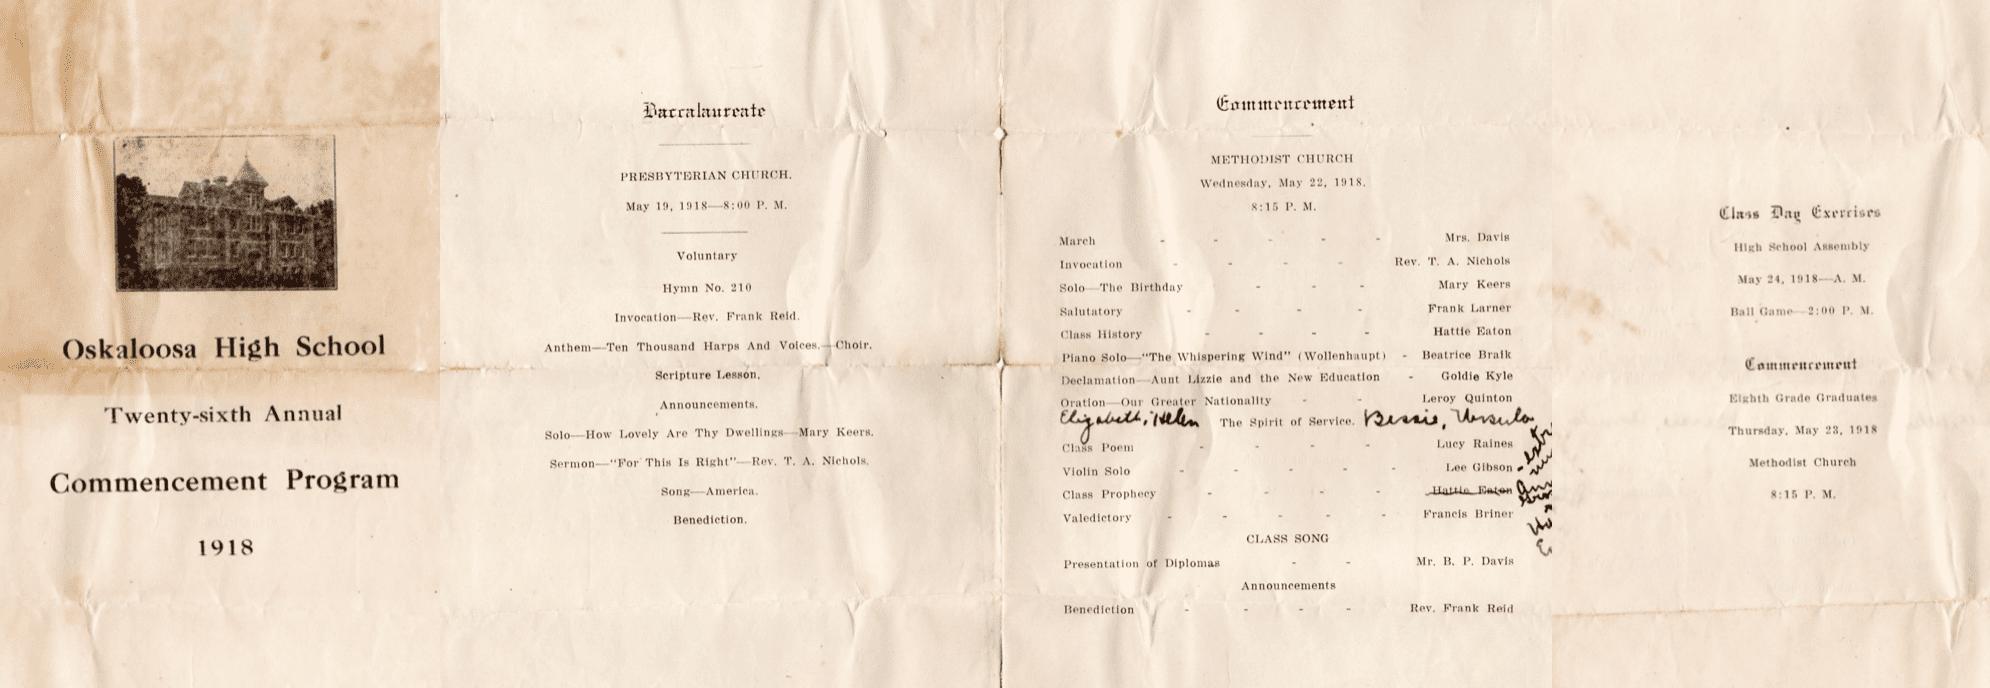 Oskaloosa High School
Twenty-sixth Annual
Commencement Program
1918
Baccalaureate
PRESBYTERIAN CHURCH.
May 19, 1918—8:00 P. M.
Voluntary
Hymn No. 210
Invocation—Rev. Frank Reid.
Anthem—Ten Thousand Harps And Voices.—Choir.
Scripture Lesson.
Announcements.
Solo—How Lovely Are Thy Dwellings—Mary Keers.
Sermon—"For This Is Right"—Rev. T. A. Nichols.
Song—America.
Benediction.
Commencement
METHODIST CHURCH
Wednesday, May 22, 1918.
8:15 P. M.
March - - - - - Mrs. Davis
Invocation - - - - Rev. T. A. Nichols
Solo—The Birthday - - - Mary Keers
Salutatory - - - - Frank Larner
Class History - - - - Hattie Eaton
Piano Solo—"The Whispering Wind" (Wollenhaupt) - Beatrice Braik
Declamation—Aunt Lizzie and the New Education - Goldie Kyle
Oration—Our Greater Nationality - - Leroy Quinton
Elizabeth, Helen The Spirit of Service. Bessie, Ursula
Class Poem - - - - Lucy Raines
Violin Solo - - - - - Lee Gibson
Class Prophecy - - - - Hattie Eaton
Valedictory - - - - - Francis Briner
CLASS SONG
Presentation of Diplomas - - Mr. B. P. Davis
Announcements
Benediction - - - - Rev. Frank Reid
Class Day Exercises
High School Assembly
May 24, 1918—A. M.
Ball Game—2:00 P. M.
Commencement
Eighth Grade Graduates
Thursday, May 23, 1918
Methodist Church
8:15 P. M.